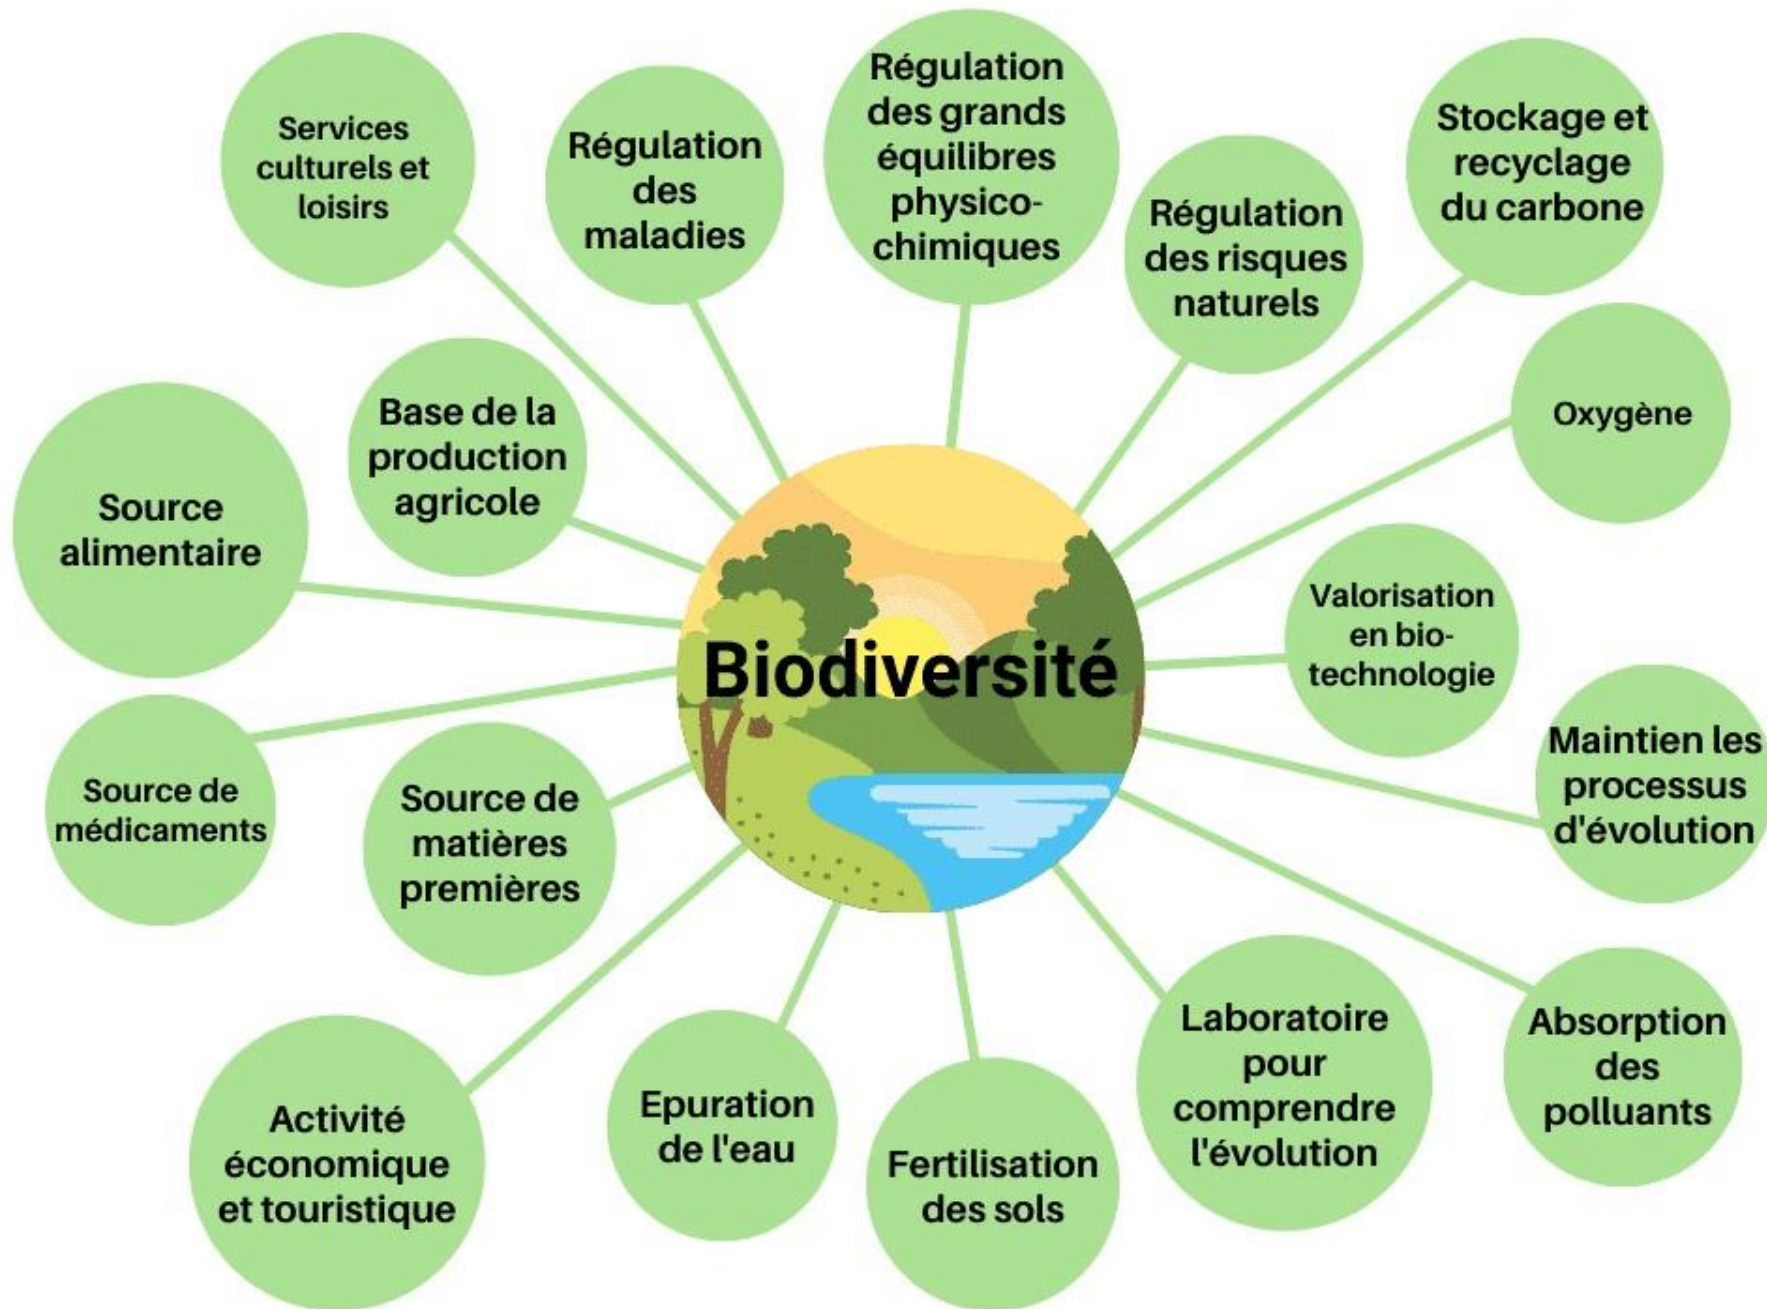 Services
culturels et
loisirs
Régulation
des
maladies
Régulation
des grands
équilibres
physico-
chimiques
Régulation
des risques
naturels
Stockage et
recyclage
du carbone
Oxygène
Base de la
production
agricole
Source
alimentaire
Valorisation
en bio-
technologie
Biodiversité
Source de
médicaments
Source de
matières
premières
Maintien les
processus
d'évolution
Activité
économique
et touristique
Epuration
de l'eau
Fertilisation
des sols
Laboratoire
pour
comprendre
l'évolution
Absorption
des
polluants